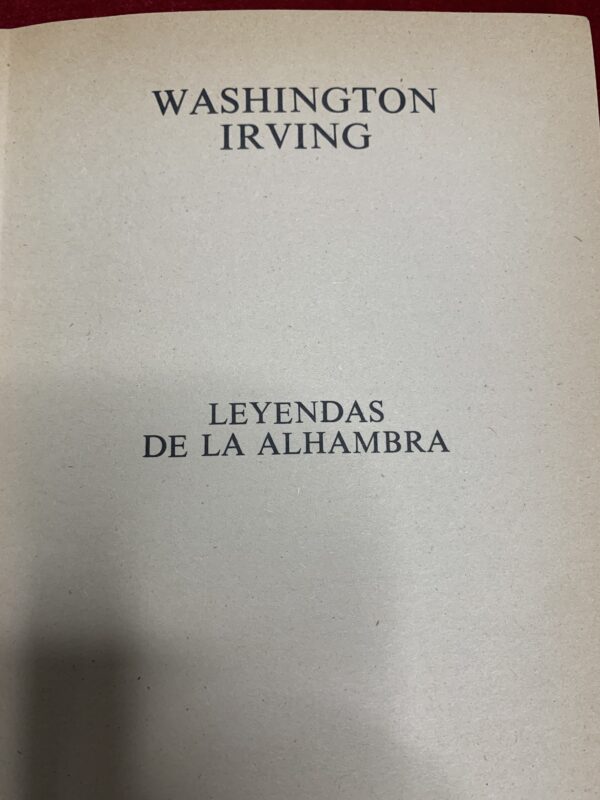 WASHINGTON
IRVING
LEYENDAS
DE LA ALHAMBRA